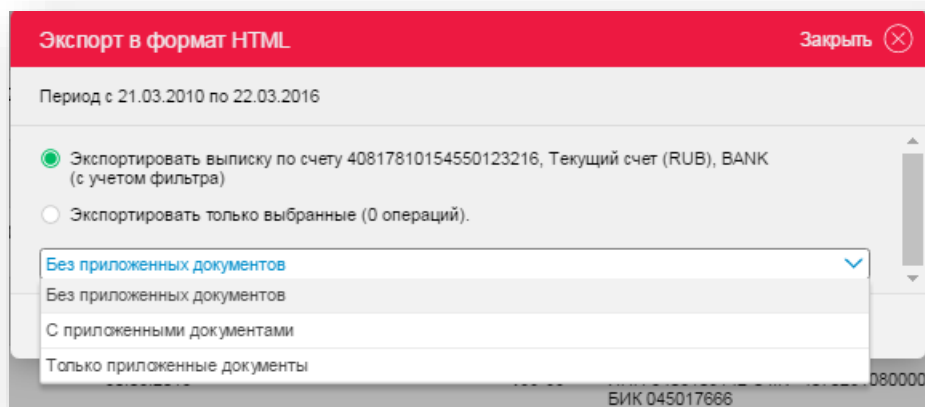 Экспорт в формат HTML
Закрыть
Период с 21.03.2010 по 22.03.2016
Экспортировать выписку по счету 40817810154550123216, Текущий счет (RUB), BANK
(с учетом фильтра)
Экспортировать только выбранные (0 операций).
Без приложенных документов
Без приложенных документов
С приложенными документами
Только приложенные документы
БИК 045017666